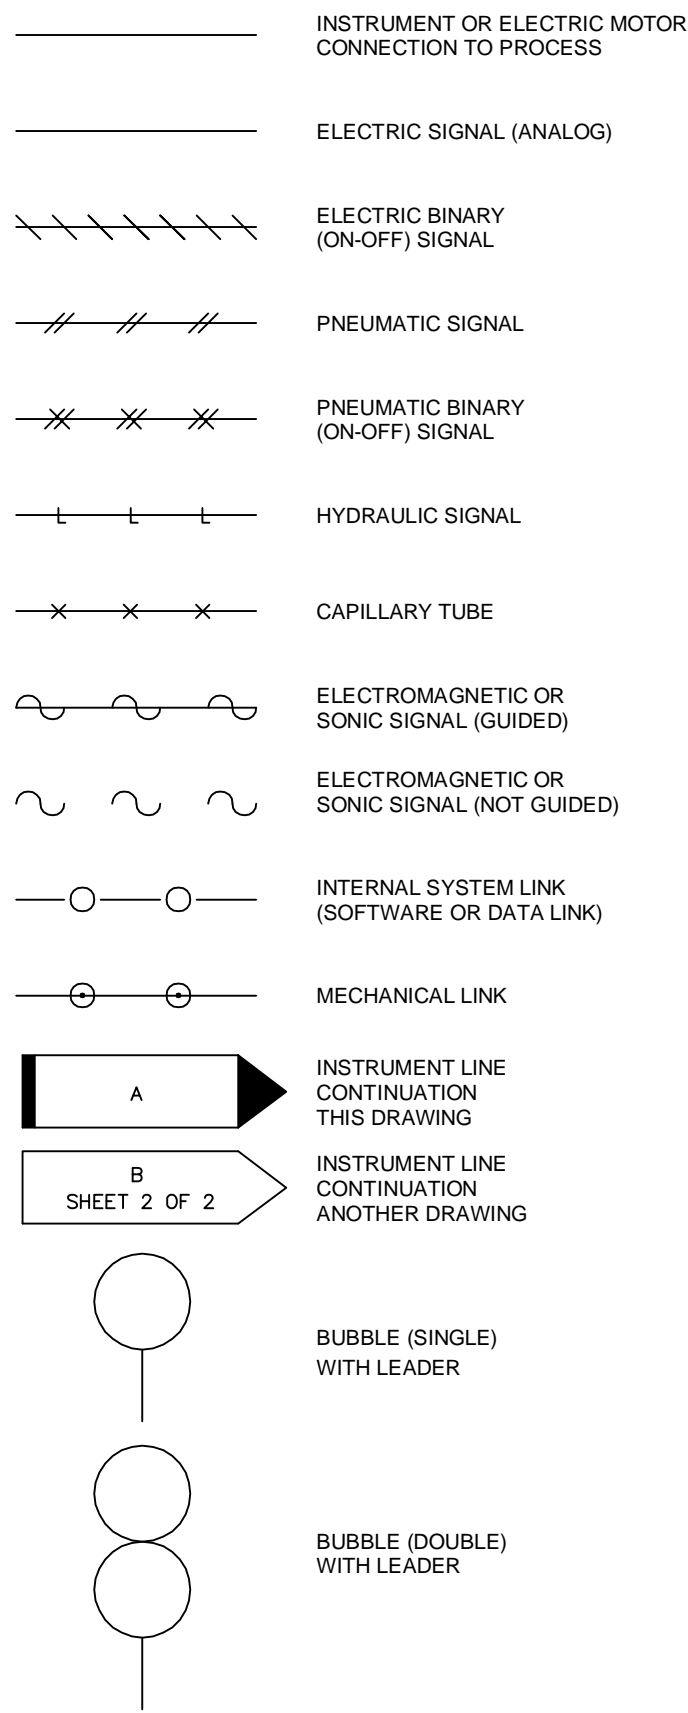 INSTRUMENT OR ELECTRIC MOTOR
CONNECTION TO PROCESS
ELECTRIC SIGNAL (ANALOG)
ELECTRIC BINARY
(ON-OFF) SIGNAL
PNEUMATIC SIGNAL
PNEUMATIC BINARY
(ON-OFF) SIGNAL
L L L
HYDRAULIC SIGNAL
CAPILLARY TUBE
ELECTROMAGNETIC OR
SONIC SIGNAL (GUIDED)
ELECTROMAGNETIC OR
SONIC SIGNAL (NOT GUIDED)
INTERNAL SYSTEM LINK
(SOFTWARE OR DATA LINK)
MECHANICAL LINK
A
INSTRUMENT LINE
CONTINUATION
THIS DRAWING
B
SHEET 2 OF 2
INSTRUMENT LINE
CONTINUATION
ANOTHER DRAWING
BUBBLE (SINGLE)
WITH LEADER
BUBBLE (DOUBLE)
WITH LEADER